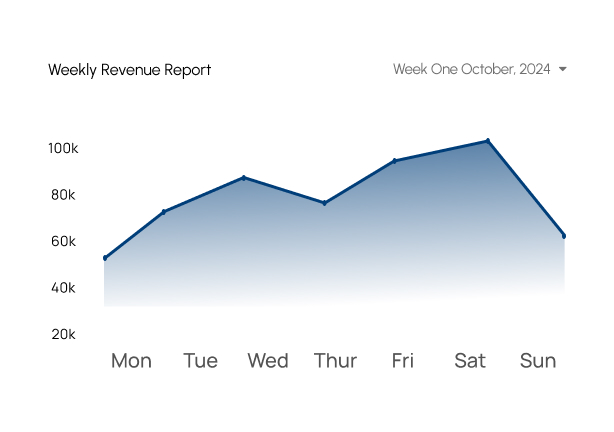 Weekly Revenue Report
Week One October, 2024
100k
80k
60k
40k
20k
Mon Tue Wed Thur Fri Sat Sun